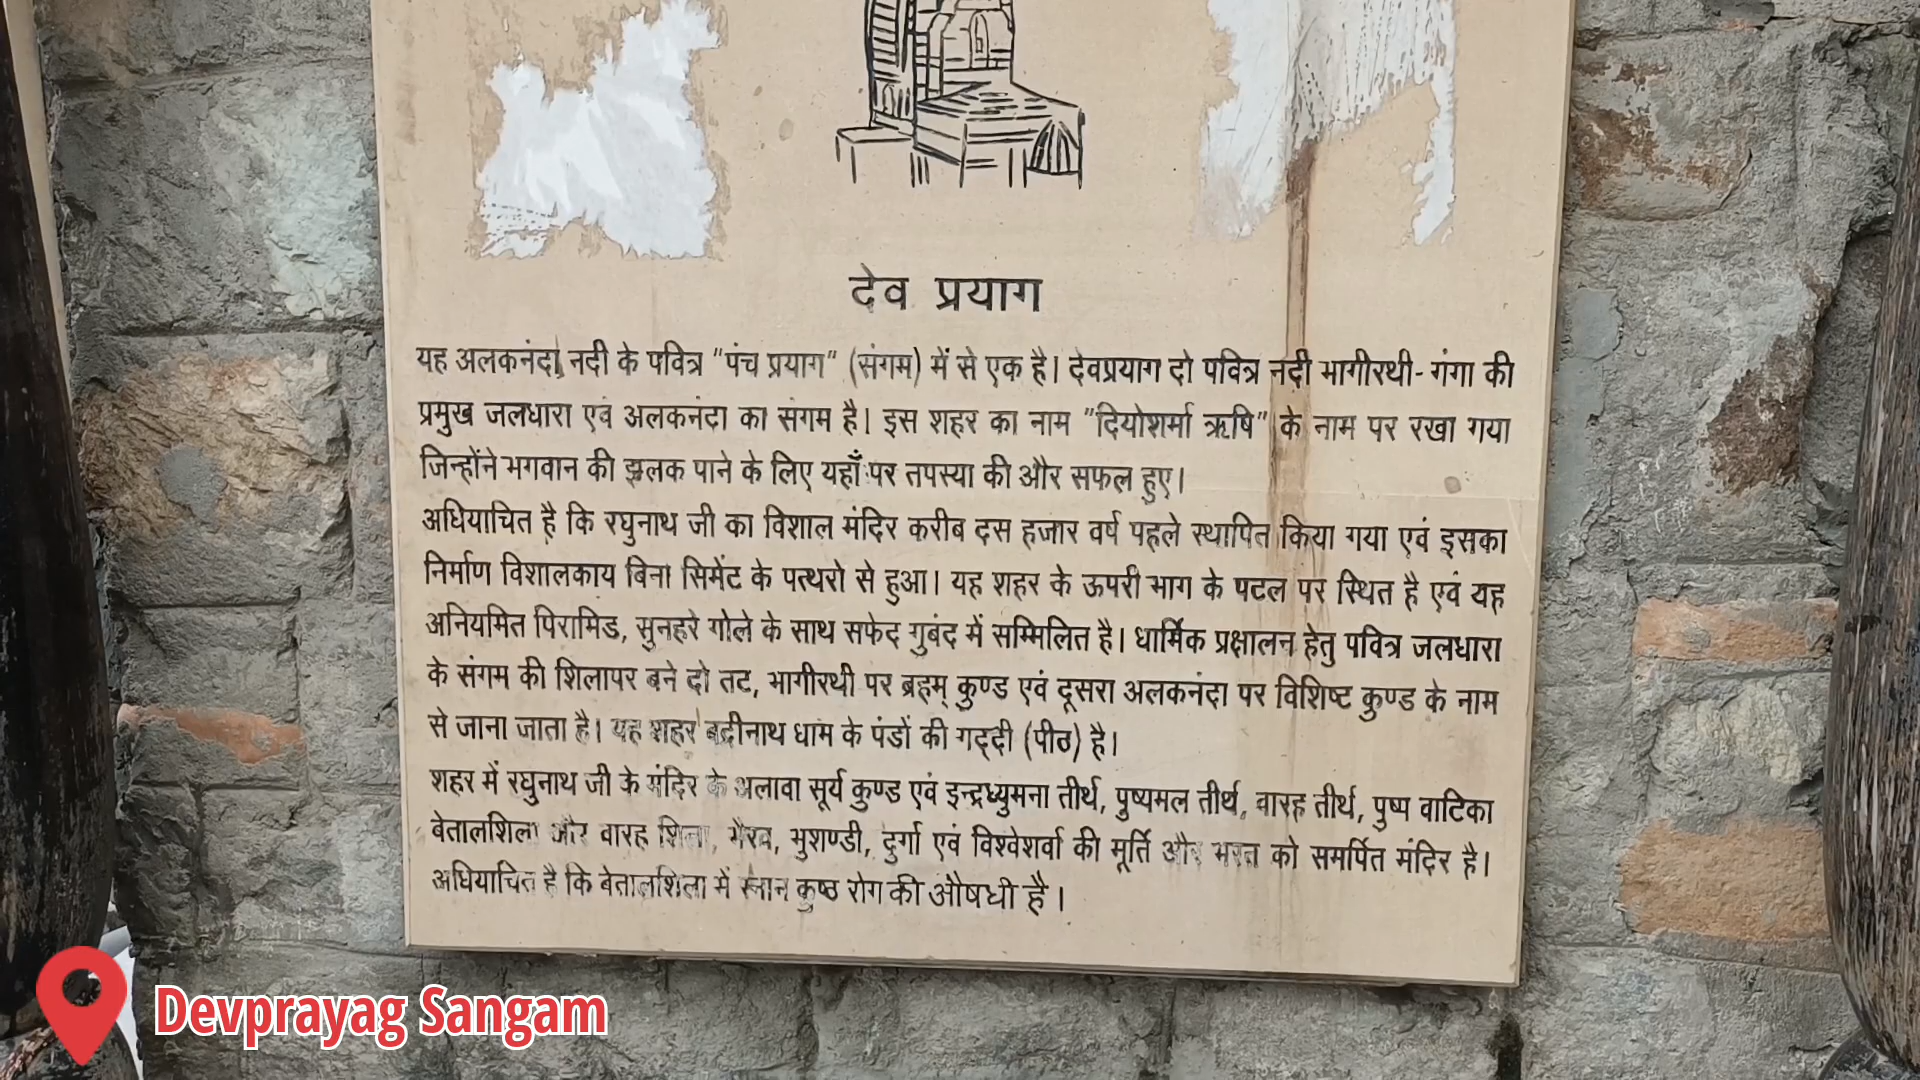 देव प्रयाग
यह अलकनंदा नदी के पवित्र "पंच प्रयाग" (संगम) में से एक है। देवप्रयाग दो पवित्र नदी भागीरथी- गंगा की
प्रमुख जलधारा एवं अलकनंदा का संगम है। इस शहर का नाम "दियोशर्मा ऋषि" के नाम पर रखा गया
जिन्होंने भगवान की झलक पाने के लिए यहाँ पर तपस्या की और सफल हुए।
अधियाचित है कि रघुनाथ जी का विशाल मंदिर करीब दस हजार वर्ष पहले स्थापित किया गया एवं इसका
निर्माण विशालकाय बिना सिमेंट के पत्थरो से हुआ। यह शहर के ऊपरी भाग के पटल पर स्थित है एवं यह
अनियमित पिरामिड, सुनहरे गोले के साथ सफेद गुबंद में सम्मिलित है। धार्मिक प्रक्षालन हेतु पवित्र जलधारा
के संगम की शिलापर बने दो तट, भागीरथी पर ब्रहम् कुण्ड एवं दूसरा अलकनंदा पर विशिष्ट कुण्ड के नाम
से जाना जाता है। यह शहर बद्रीनाथ धाम के पंडों की गद्दी (पीठ) है।
शहर में रघुनाथ जी के मंदिर के अलावा सूर्य कुण्ड एवं इन्द्रध्युमना तीर्थ, पुष्यमल तीर्थ, वारह तीर्थ, पुष्प वाटिका
बेतालशिला और वारह शिला, भैरव, भुशण्डी, दुर्गा एवं विश्वेशर्वा की मूर्ति और भरत को समर्पित मंदिर है।
अधियाचित है कि बेतालशिला में स्नान कुष्ठ रोग की औषधी है।
Devprayag Sangam